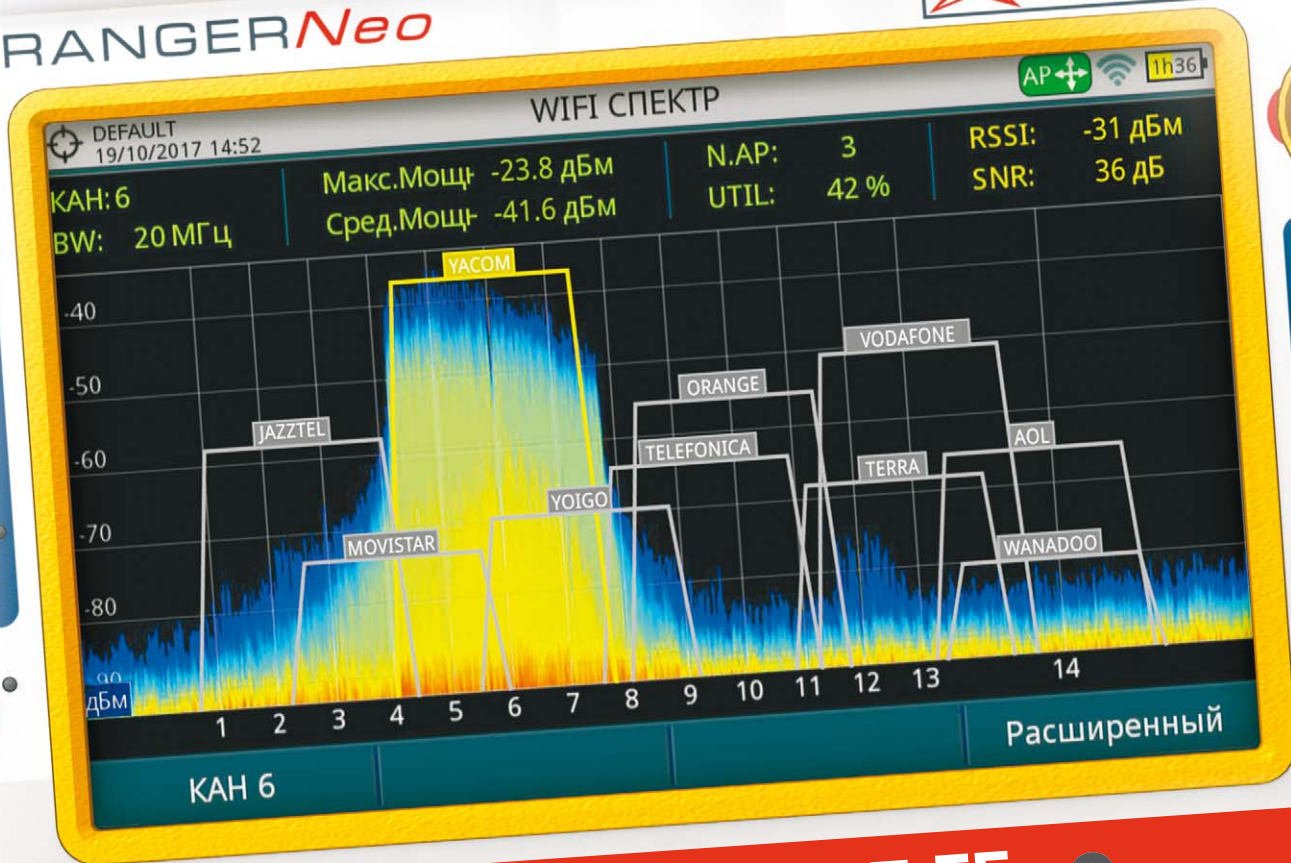 RANGERNeo
DEFAULT
19/10/2017 14:52
WIFI СПЕКТР
AP
1h36
КАН: 6
BW: 20 МГц
Макс.Мощн -23.8 дБм
Сред.Мощн -41.6 дБм
N.AP: 3
UTIL: 42 %
RSSI: -31 дБм
SNR: 36 дБ
-40
-50
-60
-70
-80
-90
дБм
YACOM
VODAFONE
ORANGE
JAZZTEL
TELEFONICA
AOL
TERRA
YOIGO
MOVISTAR
WANADOO
1 2 3 4 5 6 7 8 9 10 11 12 13 14
КАН 6
Расширенный